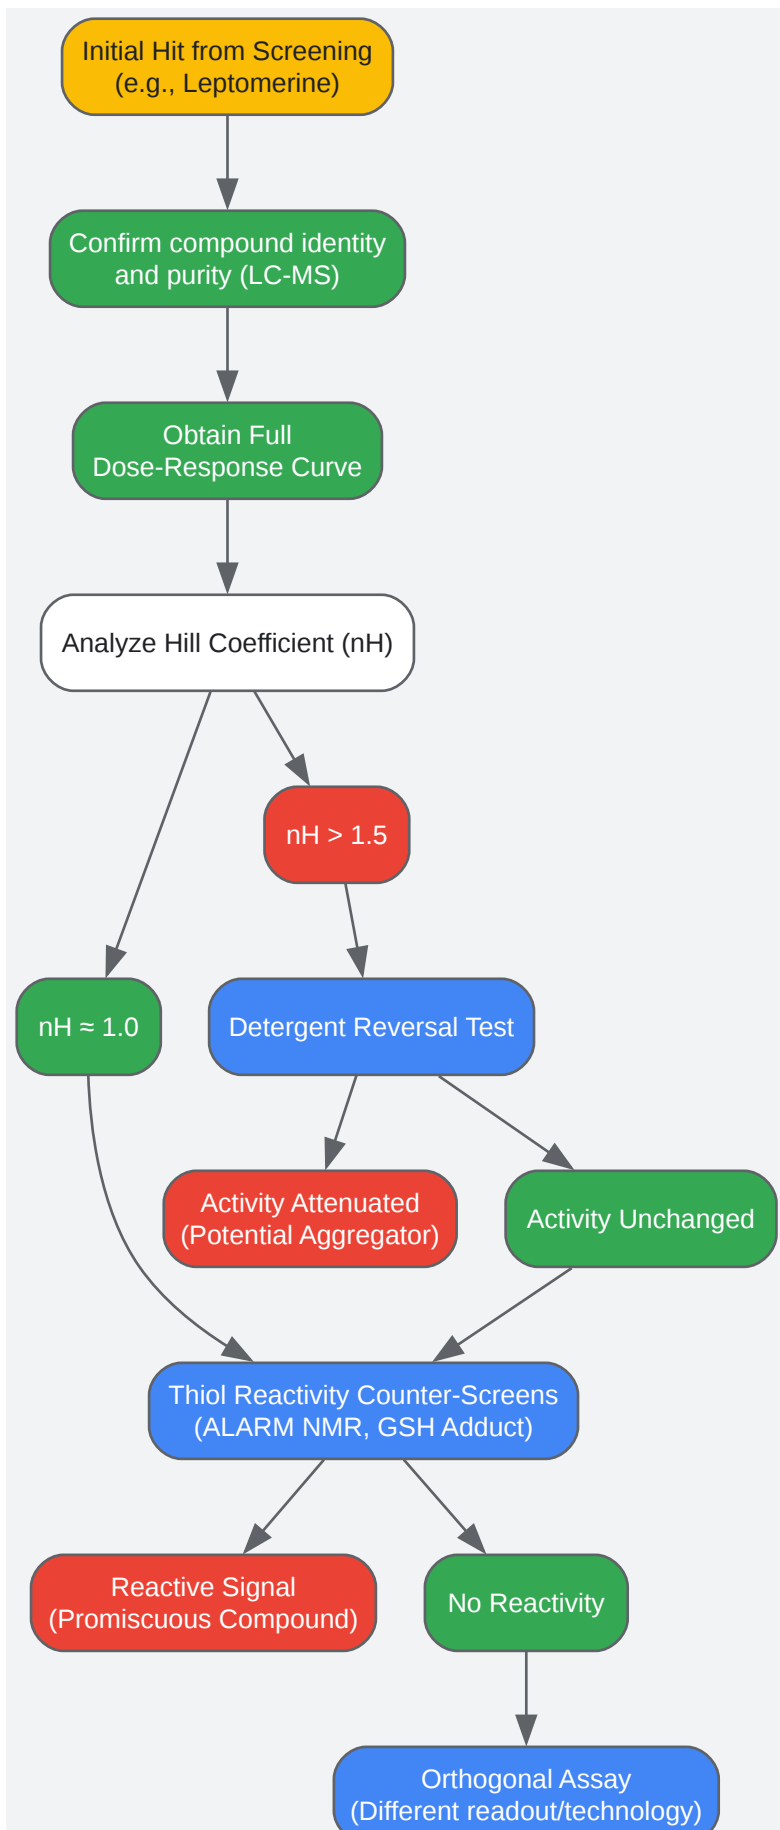 Initial Hit from Screening
(e.g., Leptomerine)
Confirm compound identity
and purity (LC-MS)
Obtain Full
Dose-Response Curve
Analyze Hill Coefficient (nH)
nH > 1.5
nH ≈ 1.0
Detergent Reversal Test
Activity Attenuated
(Potential Aggregator)
Activity Unchanged
Thiol Reactivity Counter-Screens
(ALARM NMR, GSH Adduct)
Reactive Signal
(Promiscuous Compound)
No Reactivity
Orthogonal Assay
(Different readout/technology)